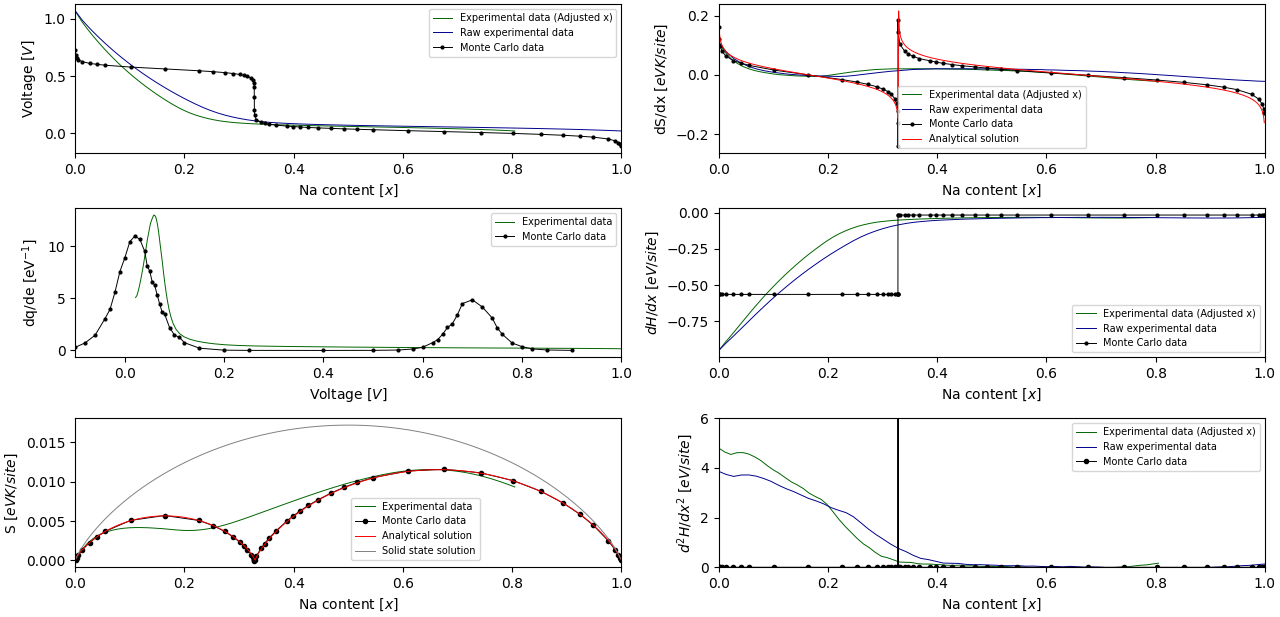 Voltage [V]
1.0
0.5
0.0
Experimental data (Adjusted x)
Raw experimental data
Monte Carlo data
0.0 0.2 0.4 0.6 0.8 1.0
Na content [x]
dS/dx [eVK/site]
0.2
0.0
−0.2
Experimental data (Adjusted x)
Raw experimental data
Monte Carlo data
Analytical solution
0.0 0.2 0.4 0.6 0.8 1.0
Na content [x]
dq/de [eV⁻¹]
10
5
0
Experimental data
Monte Carlo data
0.0 0.2 0.4 0.6 0.8 1.0
Voltage [V]
dH/dx [eV/site]
0.00
−0.25
−0.50
−0.75
Experimental data (Adjusted x)
Raw experimental data
Monte Carlo data
0.0 0.2 0.4 0.6 0.8 1.0
Na content [x]
S [eVK/site]
0.015
0.010
0.005
0.000
Experimental data
Monte Carlo data
Analytical solution
Solid state solution
0.0 0.2 0.4 0.6 0.8 1.0
Na content [x]
d²H/dx² [eV/site]
6
4
2
0
Experimental data (Adjusted x)
Raw experimental data
Monte Carlo data
0.0 0.2 0.4 0.6 0.8 1.0
Na content [x]